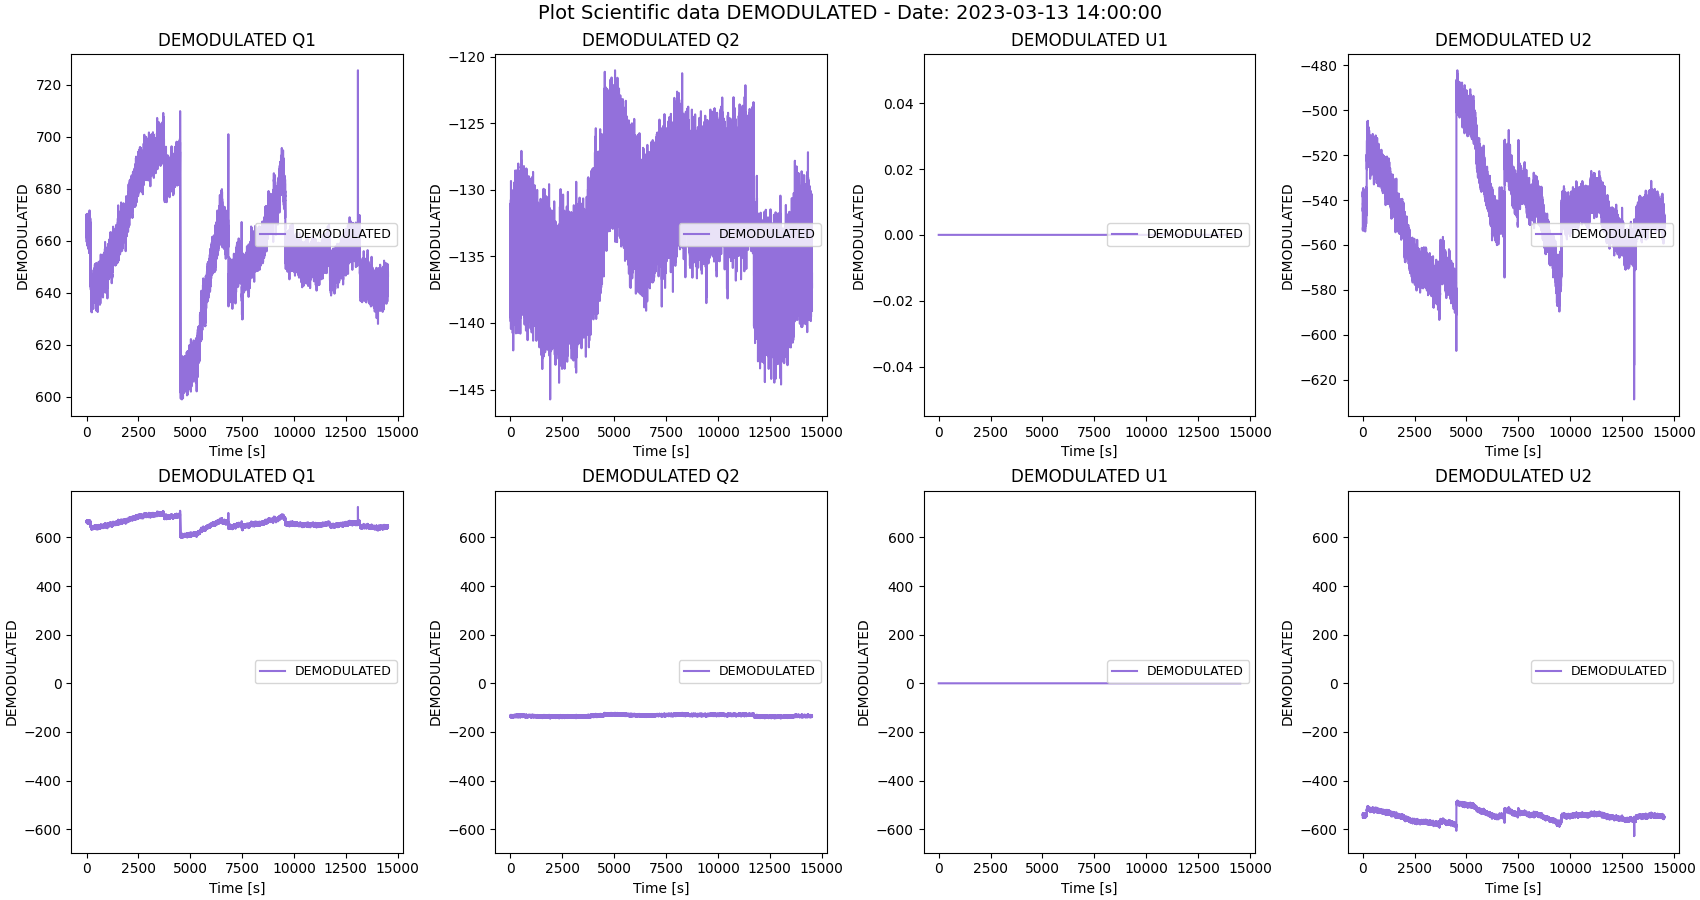 Plot Scientific data DEMODULATED - Date: 2023-03-13 14:00:00
DEMODULATED Q1
DEMODULATED
720
700
680
660
640
620
600
DEMODULATED
0 2500 5000 7500 10000 12500 15000
Time [s]
DEMODULATED Q2
DEMODULATED
−120
−125
−130
−135
−140
−145
DEMODULATED
0 2500 5000 7500 10000 12500 15000
Time [s]
DEMODULATED U1
DEMODULATED
0.04
0.02
0.00
−0.02
−0.04
DEMODULATED
0 2500 5000 7500 10000 12500 15000
Time [s]
DEMODULATED U2
DEMODULATED
−480
−500
−520
−540
−560
−580
−600
−620
DEMODULATED
0 2500 5000 7500 10000 12500 15000
Time [s]
DEMODULATED Q1
DEMODULATED
600
400
200
0
−200
−400
−600
DEMODULATED
0 2500 5000 7500 10000 12500 15000
Time [s]
DEMODULATED Q2
DEMODULATED
600
400
200
0
−200
−400
−600
DEMODULATED
0 2500 5000 7500 10000 12500 15000
Time [s]
DEMODULATED U1
DEMODULATED
600
400
200
0
−200
−400
−600
DEMODULATED
0 2500 5000 7500 10000 12500 15000
Time [s]
DEMODULATED U2
DEMODULATED
600
400
200
0
−200
−400
−600
DEMODULATED
0 2500 5000 7500 10000 12500 15000
Time [s]